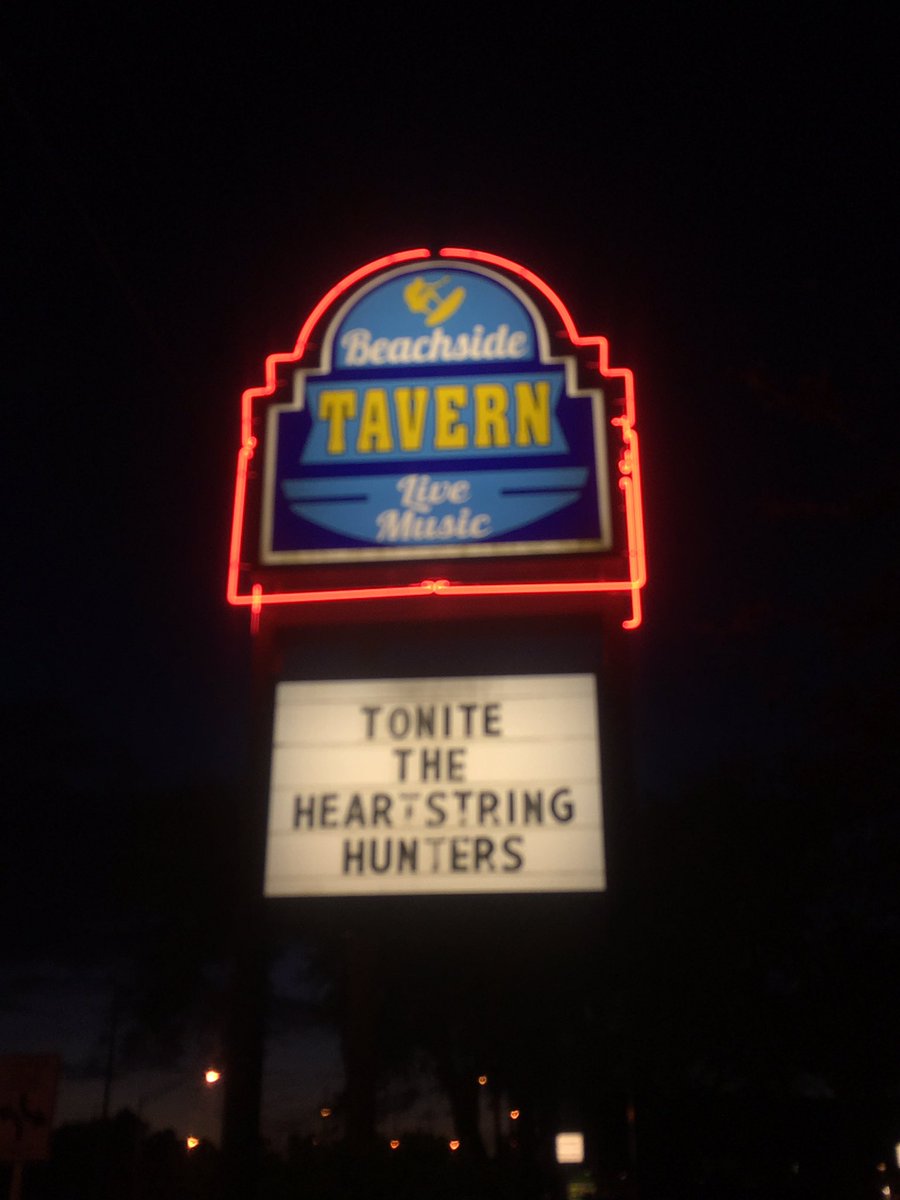 Beachside
TAVERN
Live
Music
TONITE
THE
HEARTSTRING
HUNTERS